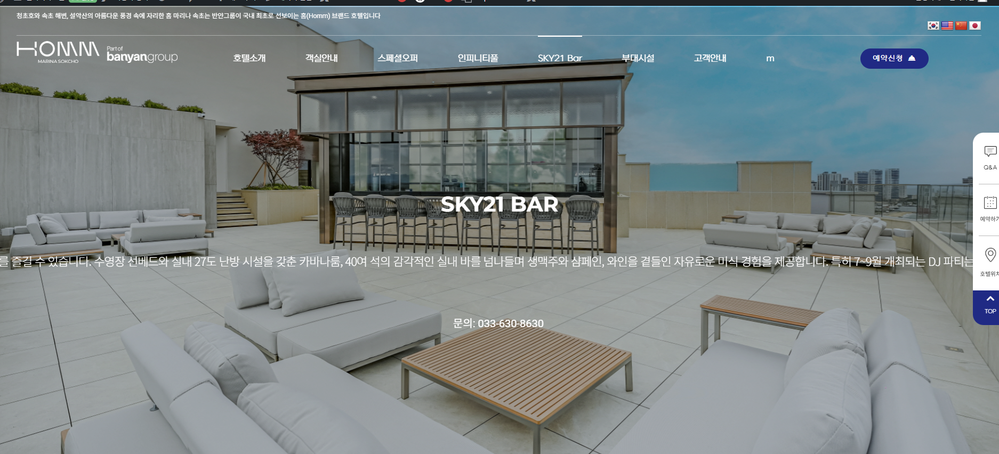 청초호와 속초 해변, 설악산의 아름다운 풍경 속에 자리한 홈 마리나 속초는 반얀그룹이 국내 최초로 선보이는 홈(Homm) 브랜드 호텔입니다
HOMM
MARINA SOKCHO
Part of
banyangroup
호텔소개 객실안내 스페셜오퍼 인피니티풀 SKY21 Bar 부대시설 고객안내 m
예약신청
Q&A
SKY21 BAR
예약하기
를 즐길 수 있습니다. 수영장 선베드와 실내 27도 난방 시설을 갖춘 카바나룸, 40여 석의 감각적인 실내 바를 넘나들며 생맥주와 샴페인, 와인을 곁들인 자유로운 미식 경험을 제공합니다. 특히 7~9월 개최되는 DJ 파티는
호텔위치
TOP
문의: 033-630-8630